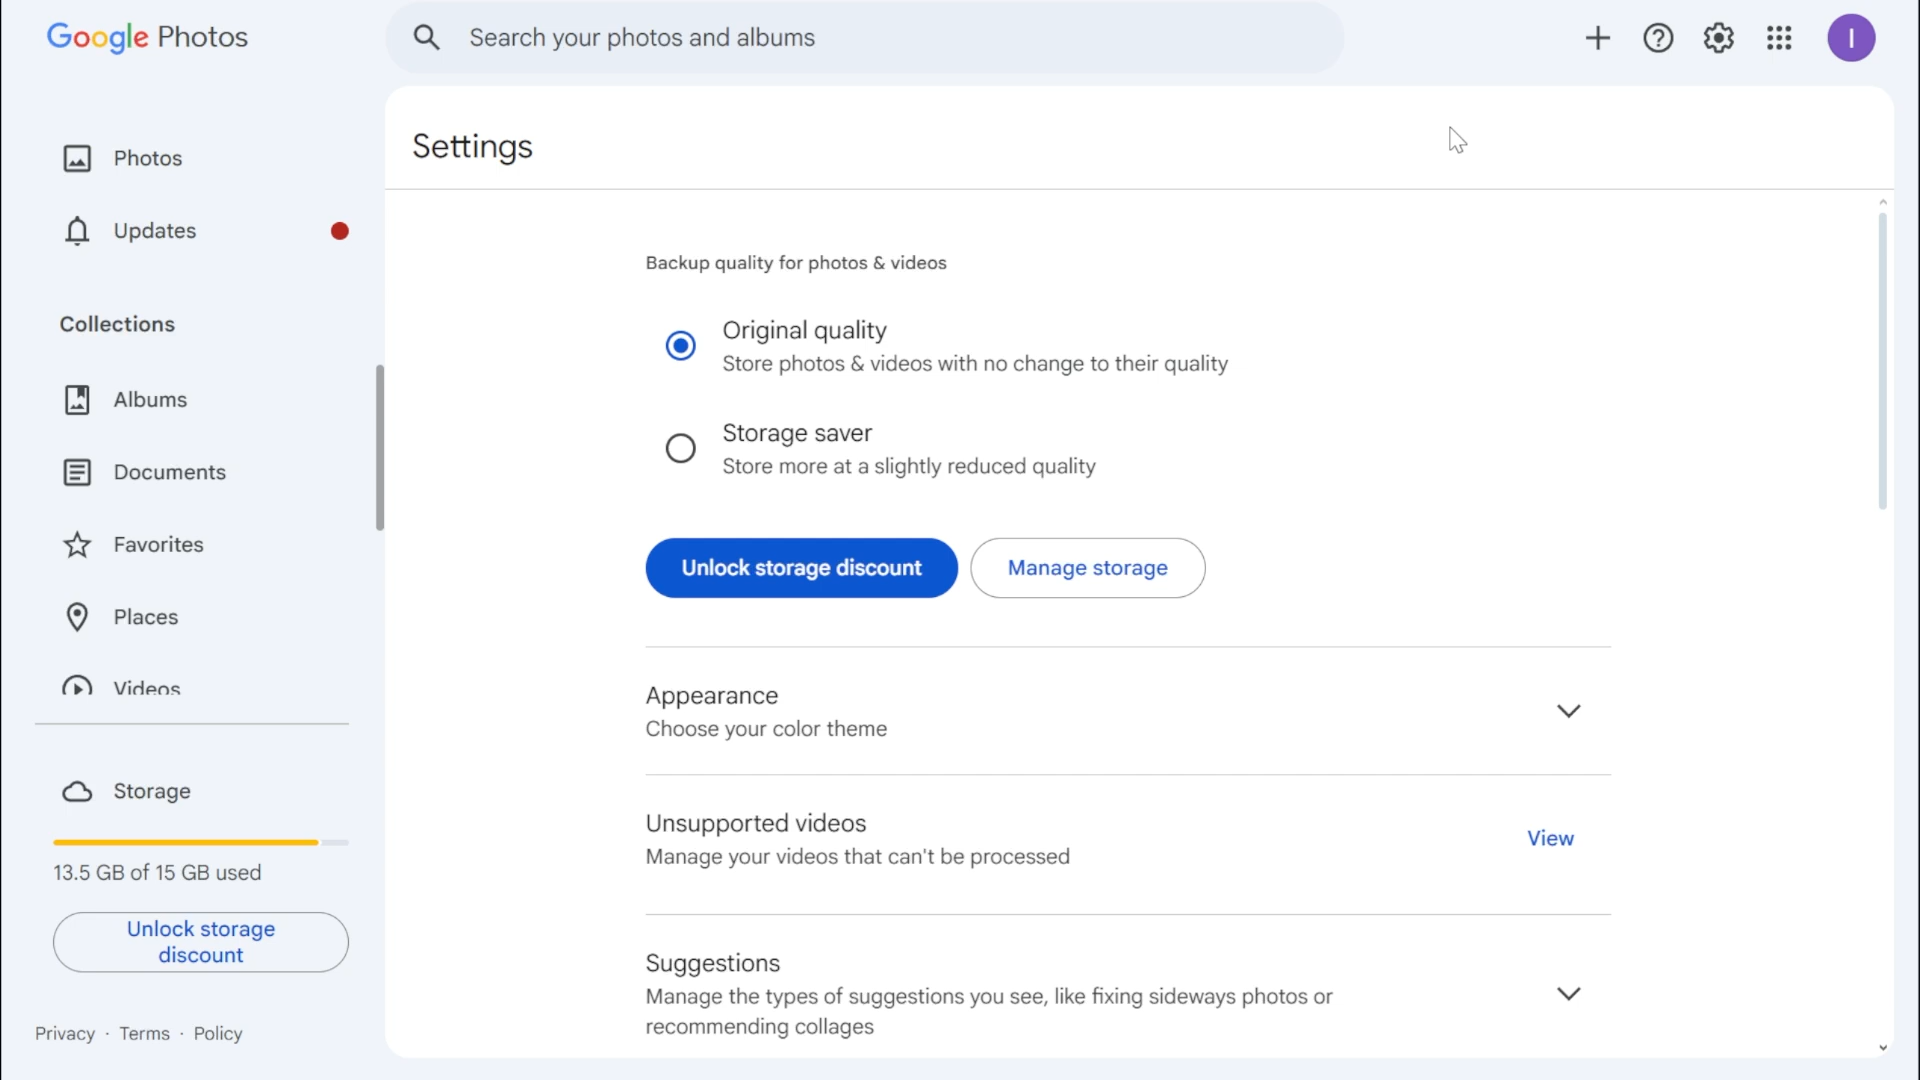 Google Photos
Search your photos and albums
I
Photos
Updates
Collections
Albums
Documents
Favorites
Places
Videos
Storage
13.5 GB of 15 GB used
Unlock storage
discount
Privacy · Terms · Policy
Settings
Backup quality for photos & videos
Original quality
Store photos & videos with no change to their quality
Storage saver
Store more at a slightly reduced quality
Unlock storage discount
Manage storage
Appearance
Choose your color theme
Unsupported videos
Manage your videos that can't be processed
View
Suggestions
Manage the types of suggestions you see, like fixing sideways photos or
recommending collages